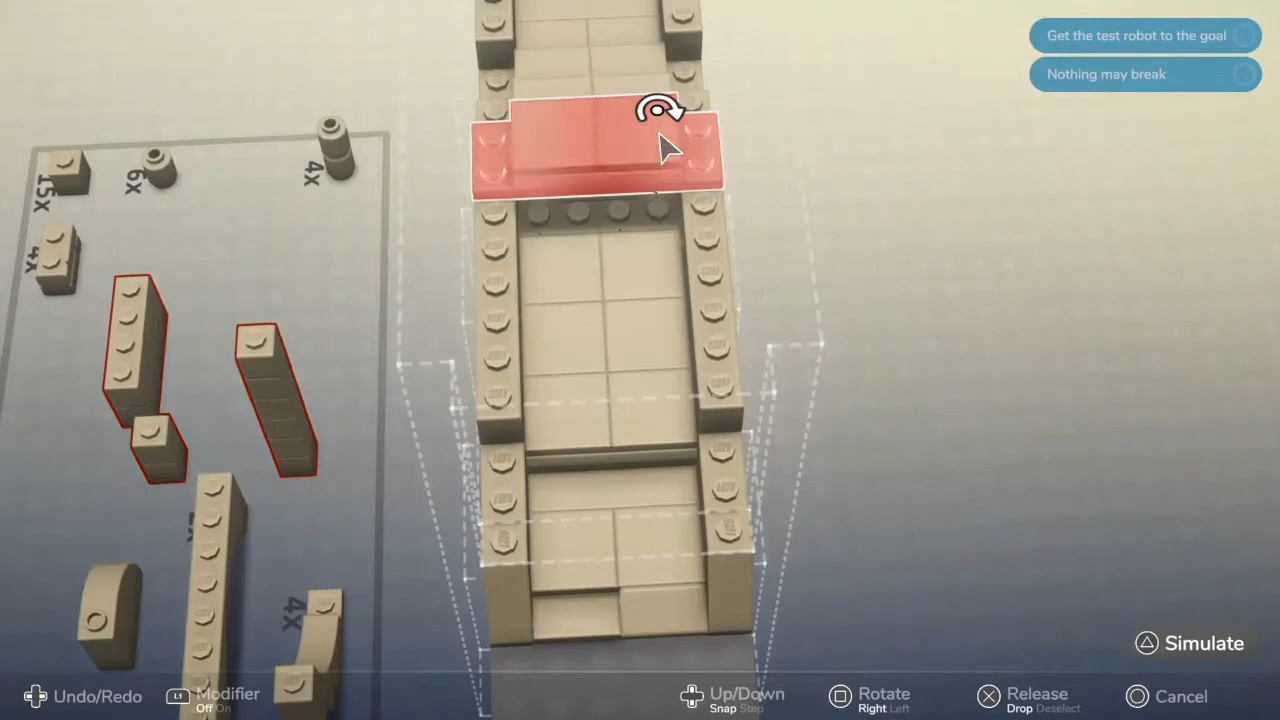 Get the test robot to the goal
Nothing may break
15x
6x
4x
4x
4x
Simulate
Undo/Redo
L1
Modifier
Off On
Up/Down
Snap Step
Rotate
Right Left
Release
Drop Deselect
Cancel